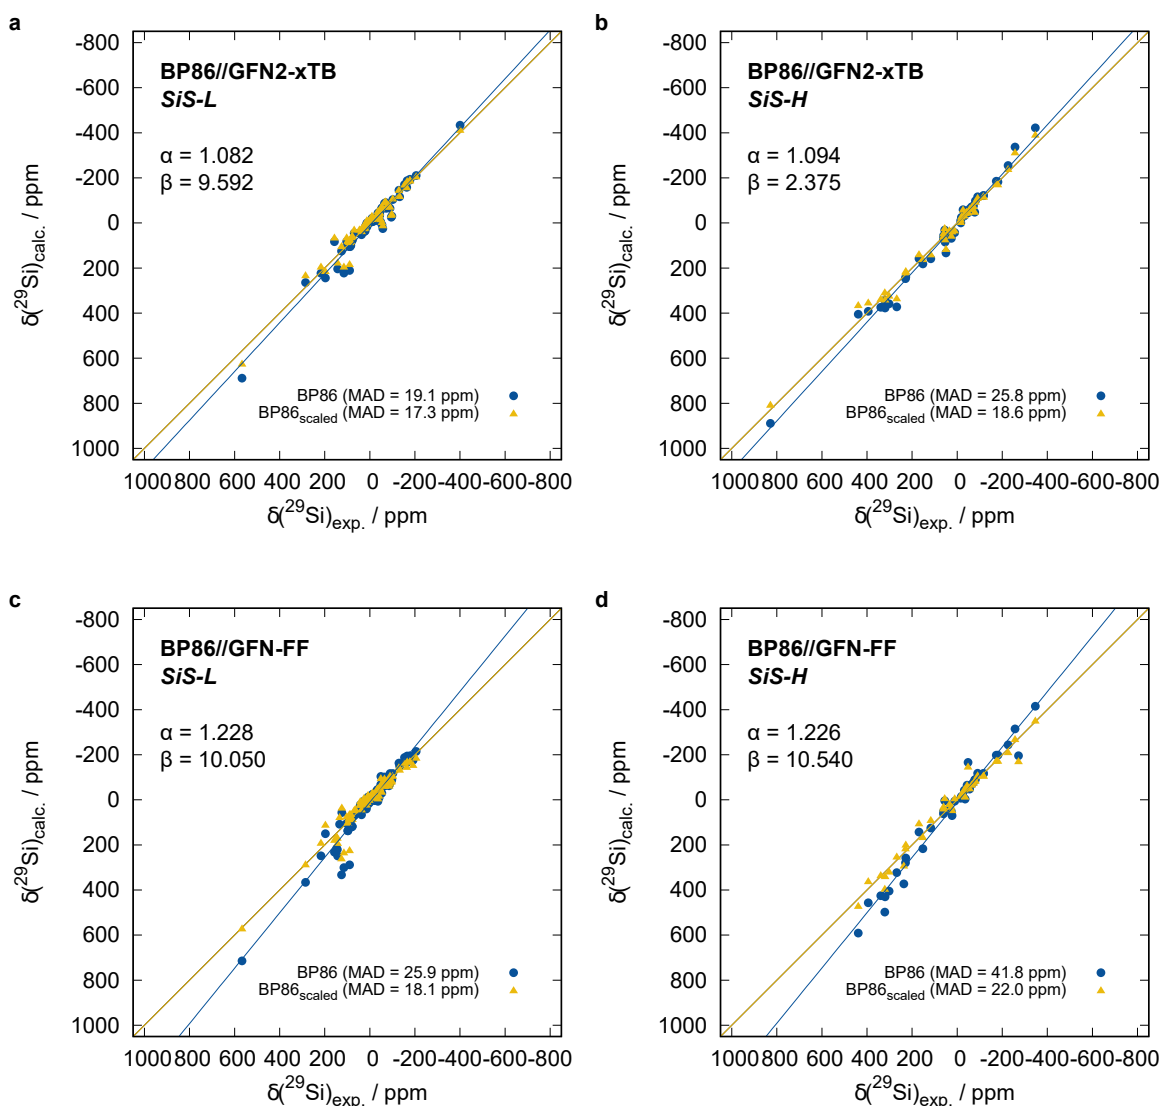 a
-800
-600
-400
-200
0
200
400
600
800
1000
δ(²⁹Si)calc. / ppm
BP86//GFN2-xTB
SiS-L
α = 1.082
β = 9.592
BP86 (MAD = 19.1 ppm)
BP86scaled (MAD = 17.3 ppm)
1000 800 600 400 200 0 -200 -400 -600 -800
δ(²⁹Si)exp. / ppm
b
-800
-600
-400
-200
0
200
400
600
800
1000
δ(²⁹Si)calc. / ppm
BP86//GFN2-xTB
SiS-H
α = 1.094
β = 2.375
BP86 (MAD = 25.8 ppm)
BP86scaled (MAD = 18.6 ppm)
1000 800 600 400 200 0 -200 -400 -600 -800
δ(²⁹Si)exp. / ppm
c
-800
-600
-400
-200
0
200
400
600
800
1000
δ(²⁹Si)calc. / ppm
BP86//GFN-FF
SiS-L
α = 1.228
β = 10.050
BP86 (MAD = 25.9 ppm)
BP86scaled (MAD = 18.1 ppm)
1000 800 600 400 200 0 -200 -400 -600 -800
δ(²⁹Si)exp. / ppm
d
-800
-600
-400
-200
0
200
400
600
800
1000
δ(²⁹Si)calc. / ppm
BP86//GFN-FF
SiS-H
α = 1.226
β = 10.540
BP86 (MAD = 41.8 ppm)
BP86scaled (MAD = 22.0 ppm)
1000 800 600 400 200 0 -200 -400 -600 -800
δ(²⁹Si)exp. / ppm